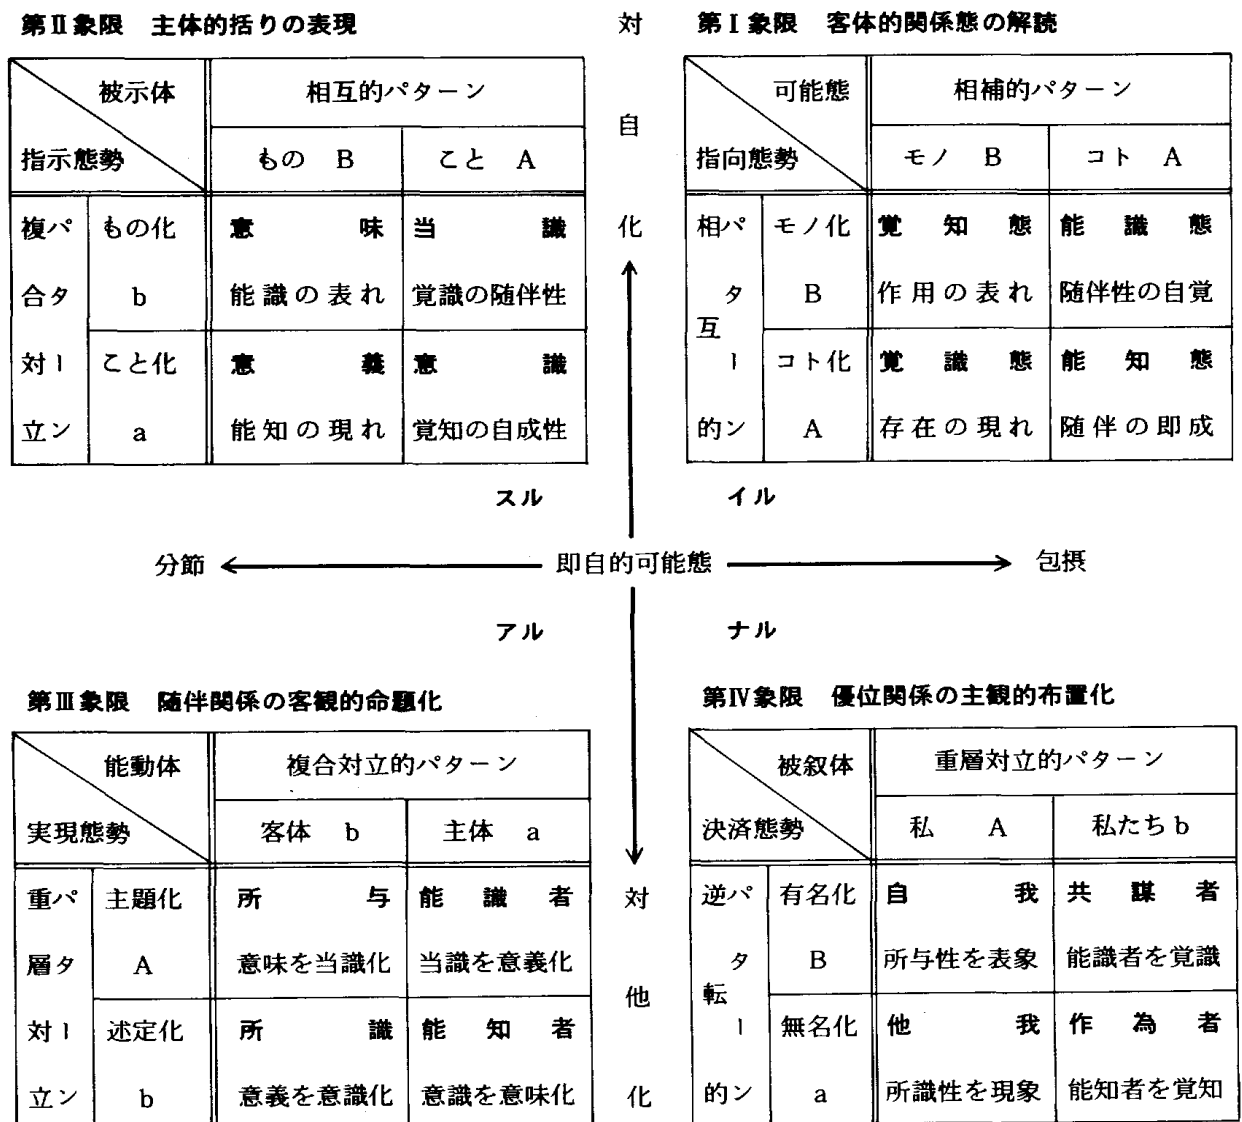 第Ⅱ象限　主体的括りの表現
被示体
相互的パターン
指示態勢
もの　B
こと　A
複合対立パターン
もの化
意味
当識
b
能識の表れ
覚識の随伴性
こと化
意義
意識
a
能知の現れ
覚知の自成性
対自化
第Ⅰ象限　客体的関係態の解読
可能態
相補的パターン
指向態勢
モノ　B
コト　A
相互的パターン
モノ化
覚知態
能識態
B
作用の表れ
随伴性の自覚
コト化
覚識態
能知態
A
存在の現れ
随伴の即成
スル
イル
分節
即自的可能態
包摂
アル
ナル
第Ⅲ象限　随伴関係の客観的命題化
能動体
複合対立的パターン
実現態勢
客体　b
主体　a
重層対立パターン
主題化
所与
能識者
A
意味を当識化
当識を意義化
述定化
所識
能知者
b
意義を意識化
意識を意味化
対他化
第Ⅳ象限　優位関係の主観的布置化
被叙体
重層対立的パターン
決済態勢
私　A
私たち b
逆転的パターン
有名化
自我
共謀者
B
所与性を表象
能識者を覚識
無名化
他我
作為者
a
所識性を現象
能知者を覚知